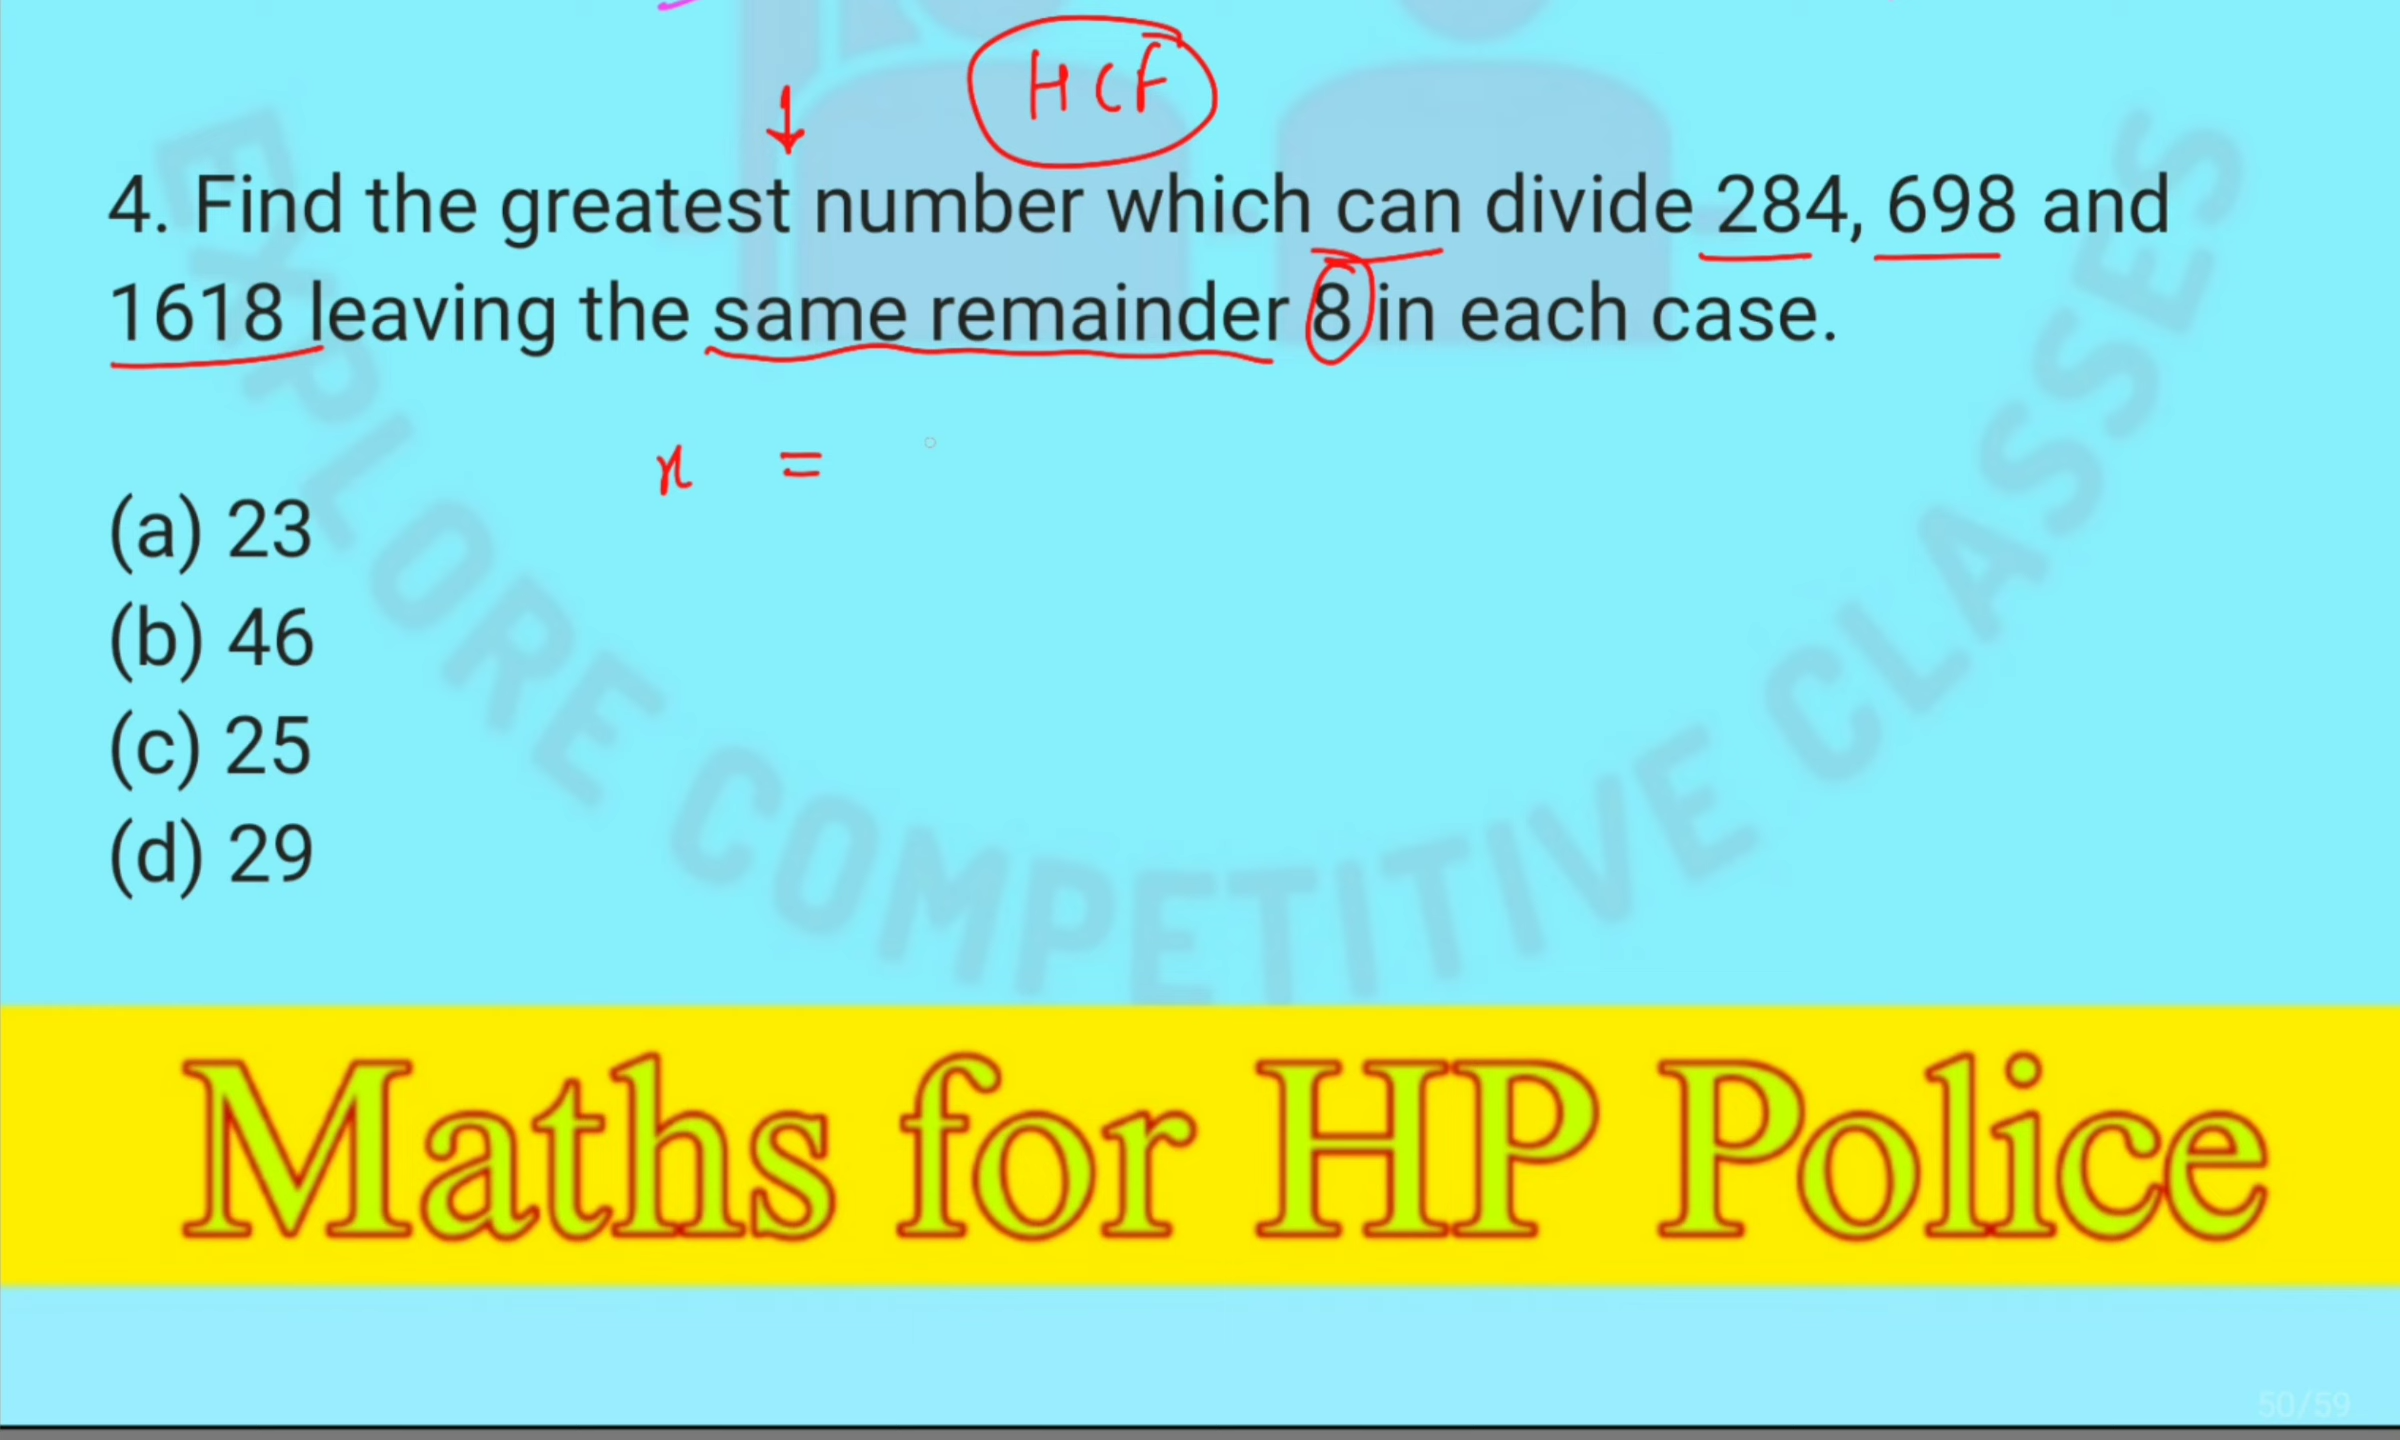 HCF
4. Find the greatest number which can divide 284, 698 and
1618 leaving the same remainder 8 in each case.
x =
(a) 23
(b) 46
(c) 25
(d) 29
EXPLORE COMPETITIVE CLASSES
Maths for HP Police
50/59